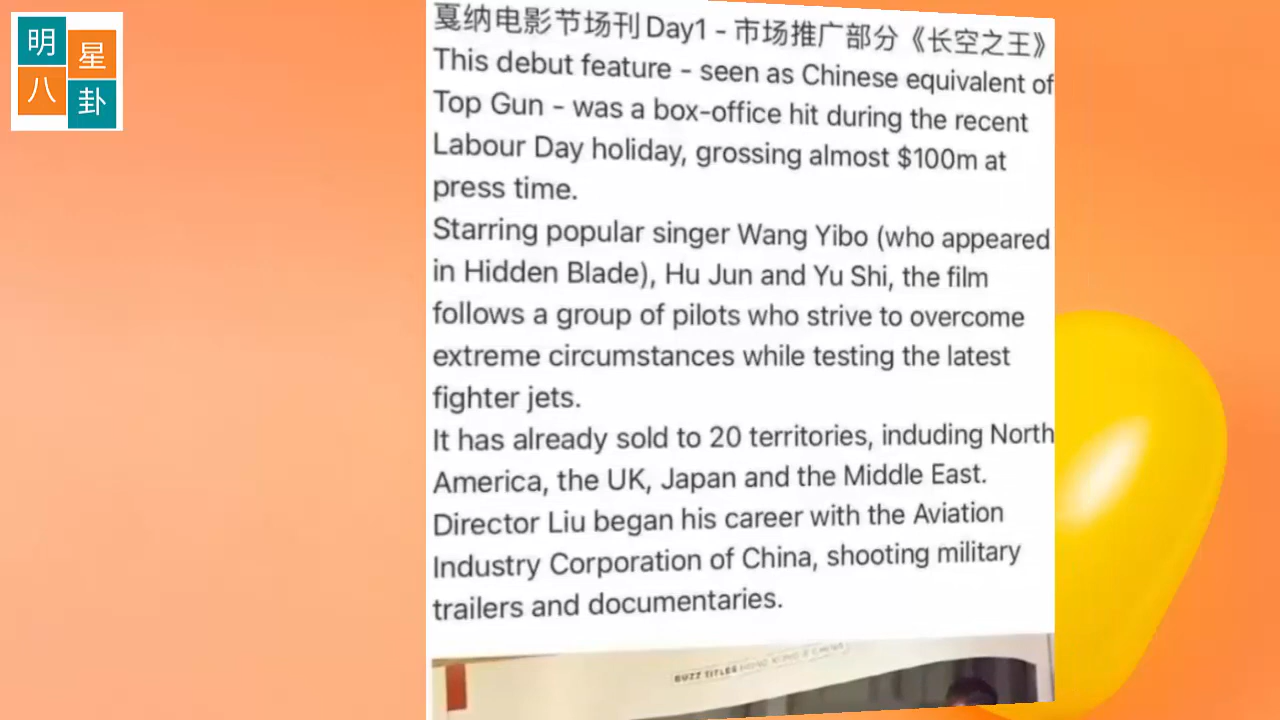 明星
八卦
戛纳电影节场刊Day1 - 市场推广部分《长空之王》
This debut feature - seen as Chinese equivalent of
Top Gun - was a box-office hit during the recent
Labour Day holiday, grossing almost $100m at
press time.
Starring popular singer Wang Yibo (who appeared
in Hidden Blade), Hu Jun and Yu Shi, the film
follows a group of pilots who strive to overcome
extreme circumstances while testing the latest
fighter jets.
It has already sold to 20 territories, induding North
America, the UK, Japan and the Middle East.
Director Liu began his career with the Aviation
Industry Corporation of China, shooting military
trailers and documentaries.
BUZZ TITLES HONG KONG & CHINA